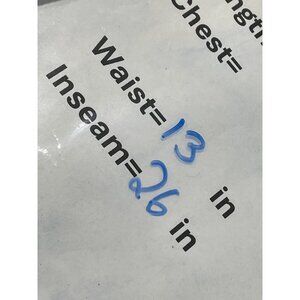 Chest=
Waist= 13 in
Inseam= 26 in